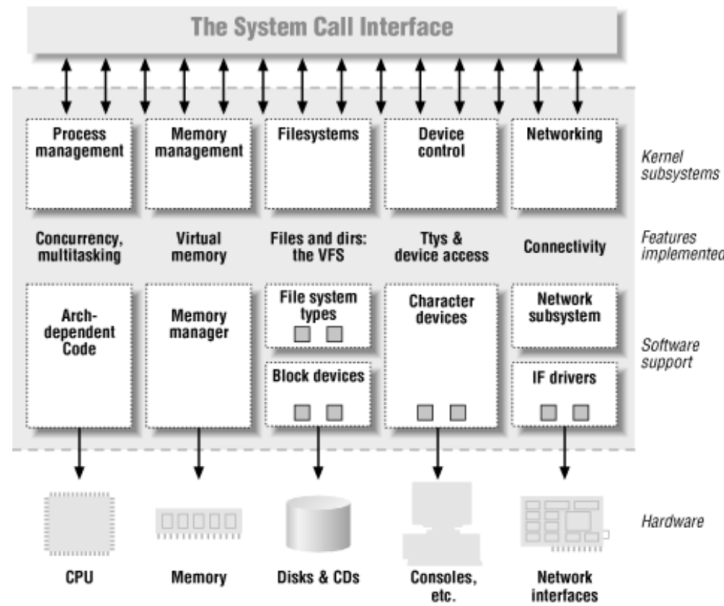 The System Call Interface
Process
management
Memory
management
Filesystems
Device
control
Networking
Kernel
subsystems
Concurrency,
multitasking
Virtual
memory
Files and dirs:
the VFS
Ttys &
device access
Connectivity
Features
implemented
Arch-
dependent
Code
Memory
manager
File system
types
Block devices
Character
devices
Network
subsystem
IF drivers
Software
support
CPU
Memory
Disks & CDs
Consoles,
etc.
Network
interfaces
Hardware